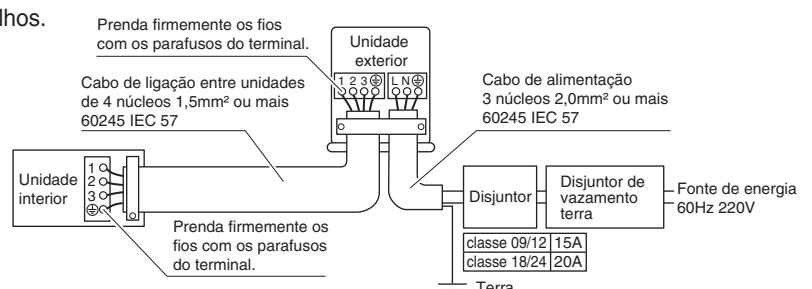 lhos.
Prenda firmemente os fios
com os parafusos do terminal.
Unidade
exterior
1 2 3
L N
Cabo de ligação entre unidades
de 4 núcleos 1,5mm² ou mais
60245 IEC 57
Cabo de alimentação
3 núcleos 2,0mm² ou mais
60245 IEC 57
Unidade
interior
1
2
3
Prenda firmemente os
fios com os parafusos
do terminal.
Disjuntor
Disjuntor de
vazamento
terra
Fonte de energia
60Hz 220V
classe 09/12 15A
classe 18/24 20A
Terra